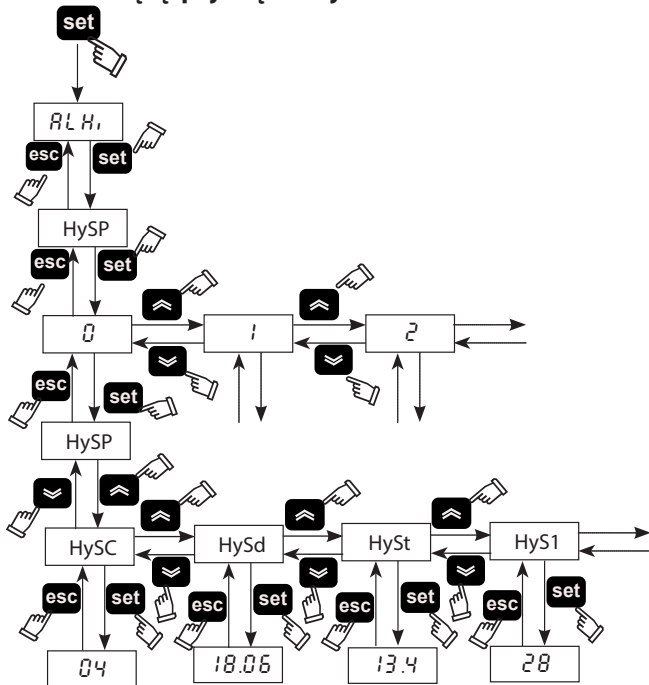 set
ALHi
esc set
HySP
esc set
0 1 2
esc set
HySP
HySC HySd HySt HyS1
esc set esc set esc set esc set
04 18.06 13.4 28